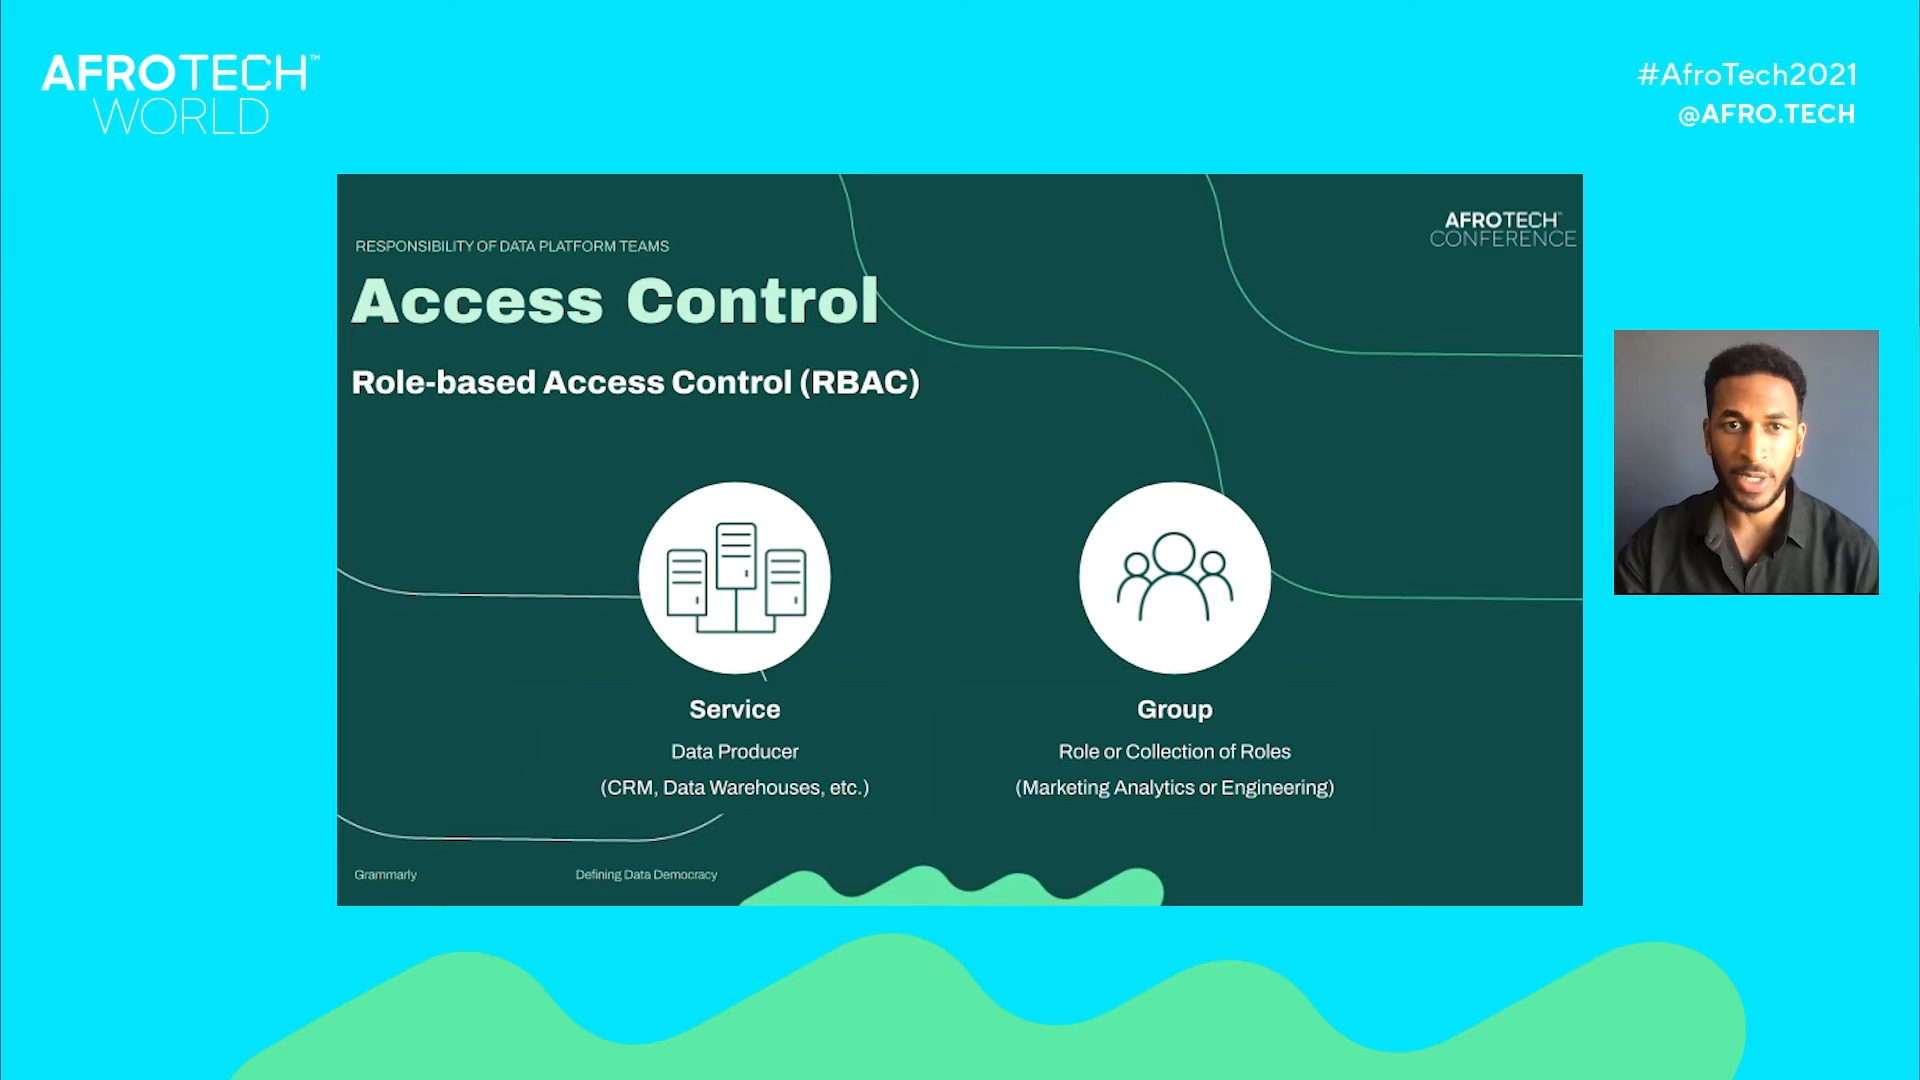 AFROTECH™
WORLD
#AfroTech2021
@AFRO.TECH
AFROTECH™
CONFERENCE
RESPONSIBILITY OF DATA PLATFORM TEAMS
Access Control
Role-based Access Control (RBAC)
Service
Data Producer
(CRM, Data Warehouses, etc.)
Group
Role or Collection of Roles
(Marketing Analytics or Engineering)
Grammarly
Defining Data Democracy